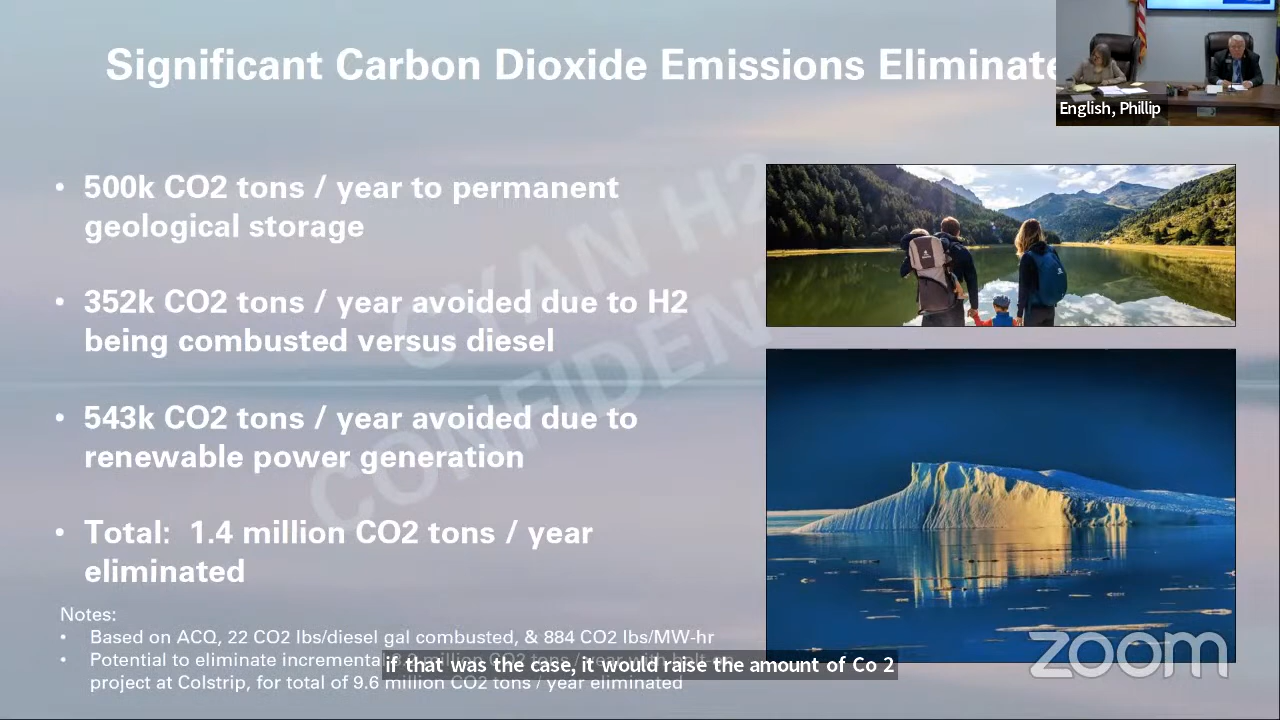 Significant Carbon Dioxide Emissions Eliminate
English, Phillip
• 500k CO2 tons / year to permanent
geological storage
• 352k CO2 tons / year avoided due to H2
being combusted versus diesel
• 543k CO2 tons / year avoided due to
renewable power generation
• Total: 1.4 million CO2 tons / year
eliminated
CYAN H2
CONFIDEN
Notes:
• Based on ACQ, 22 CO2 lbs/diesel gal combusted, & 884 CO2 lbs/MW-hr
• Potential to eliminate incremental
project at Colstrip, for total of 9.6 million CO2 tons / year eliminated
if that was the case, it would raise the amount of Co 2
zoom